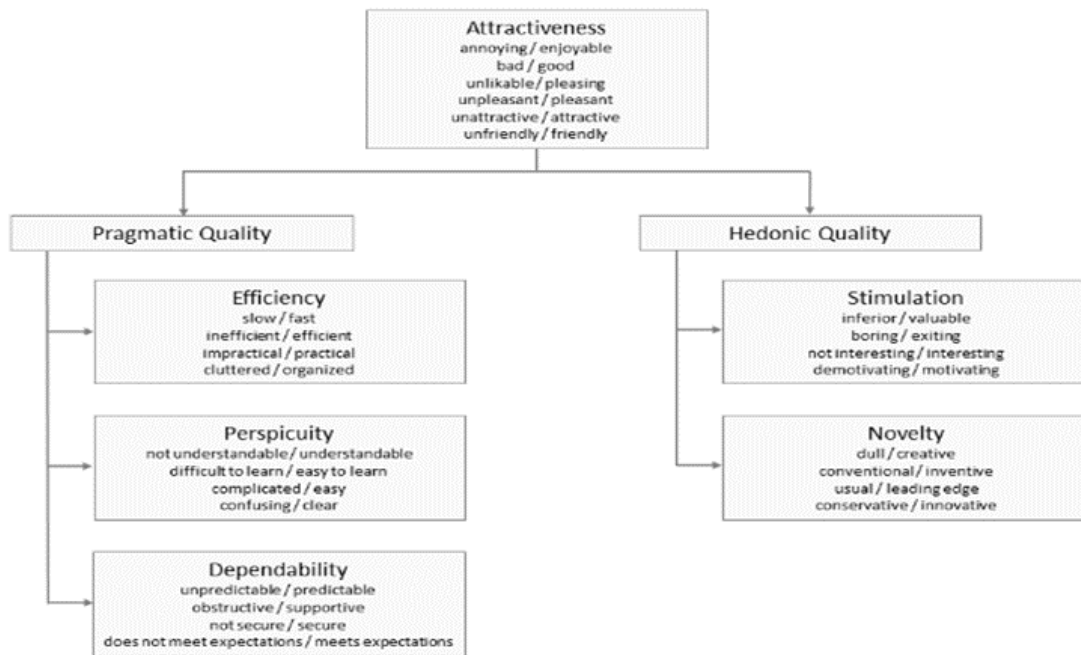 Attractiveness
annoying / enjoyable
bad / good
unlikable / pleasing
unpleasant / pleasant
unattractive / attractive
unfriendly / friendly
Pragmatic Quality
Efficiency
slow / fast
inefficient / efficient
impractical / practical
cluttered / organized
Perspicuity
not understandable / understandable
difficult to learn / easy to learn
complicated / easy
confusing / clear
Dependability
unpredictable / predictable
obstructive / supportive
not secure / secure
does not meet expectations / meets expectations
Hedonic Quality
Stimulation
inferior / valuable
boring / exiting
not interesting / interesting
demotivating / motivating
Novelty
dull / creative
conventional / inventive
usual / leading edge
conservative / innovative